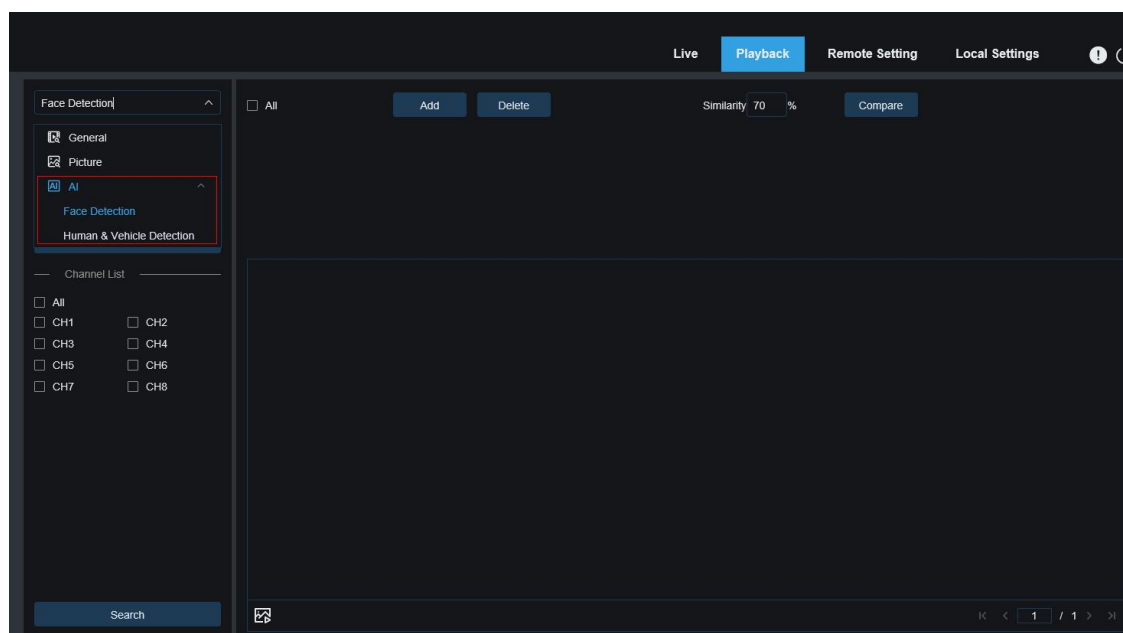 Live Playback Remote Setting Local Settings
Face Detection
All Add Delete Similarity 70 % Compare
General
Picture
AI AI
Face Detection
Human & Vehicle Detection
Channel List
All
CH1 CH2
CH3 CH4
CH5 CH6
CH7 CH8
Search
1 / 1